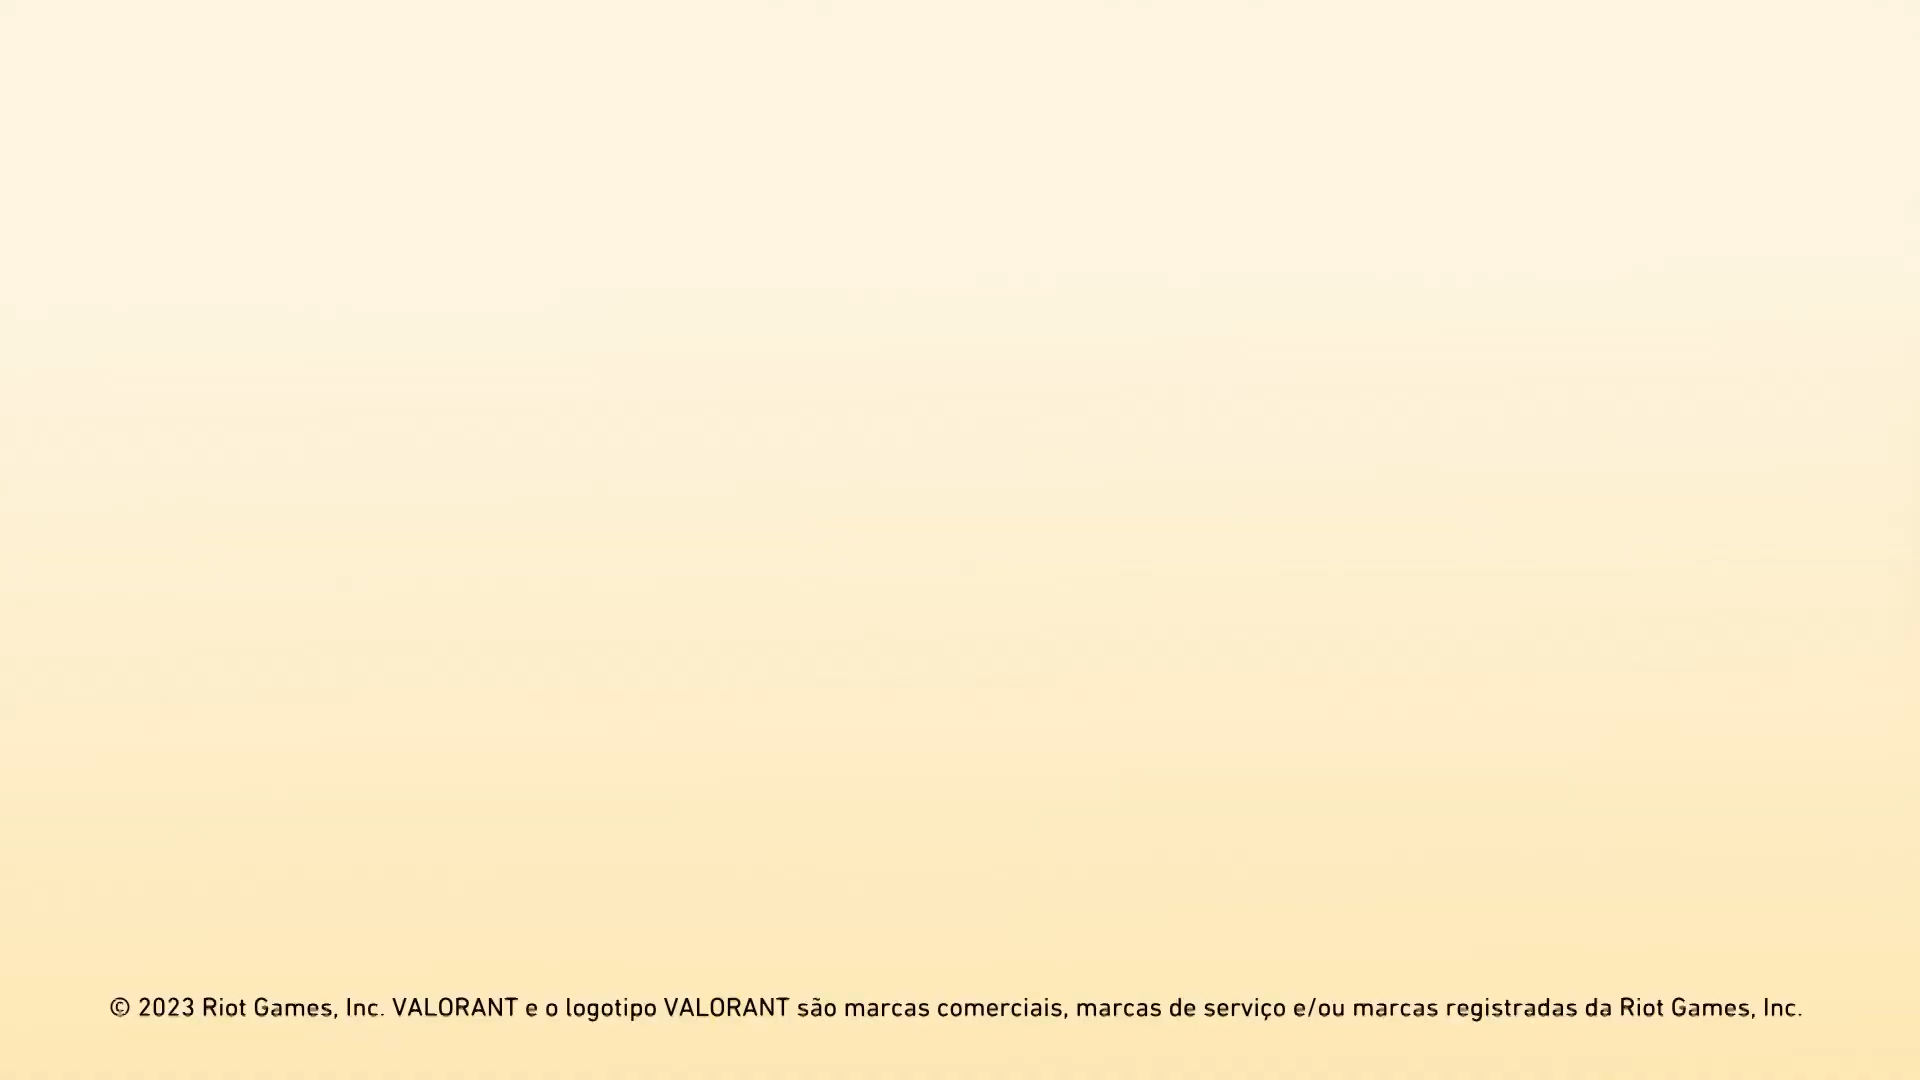 © 2023 Riot Games, Inc. VALORANT e o logotipo VALORANT são marcas comerciais, marcas de serviço e/ou marcas registradas da Riot Games, Inc.